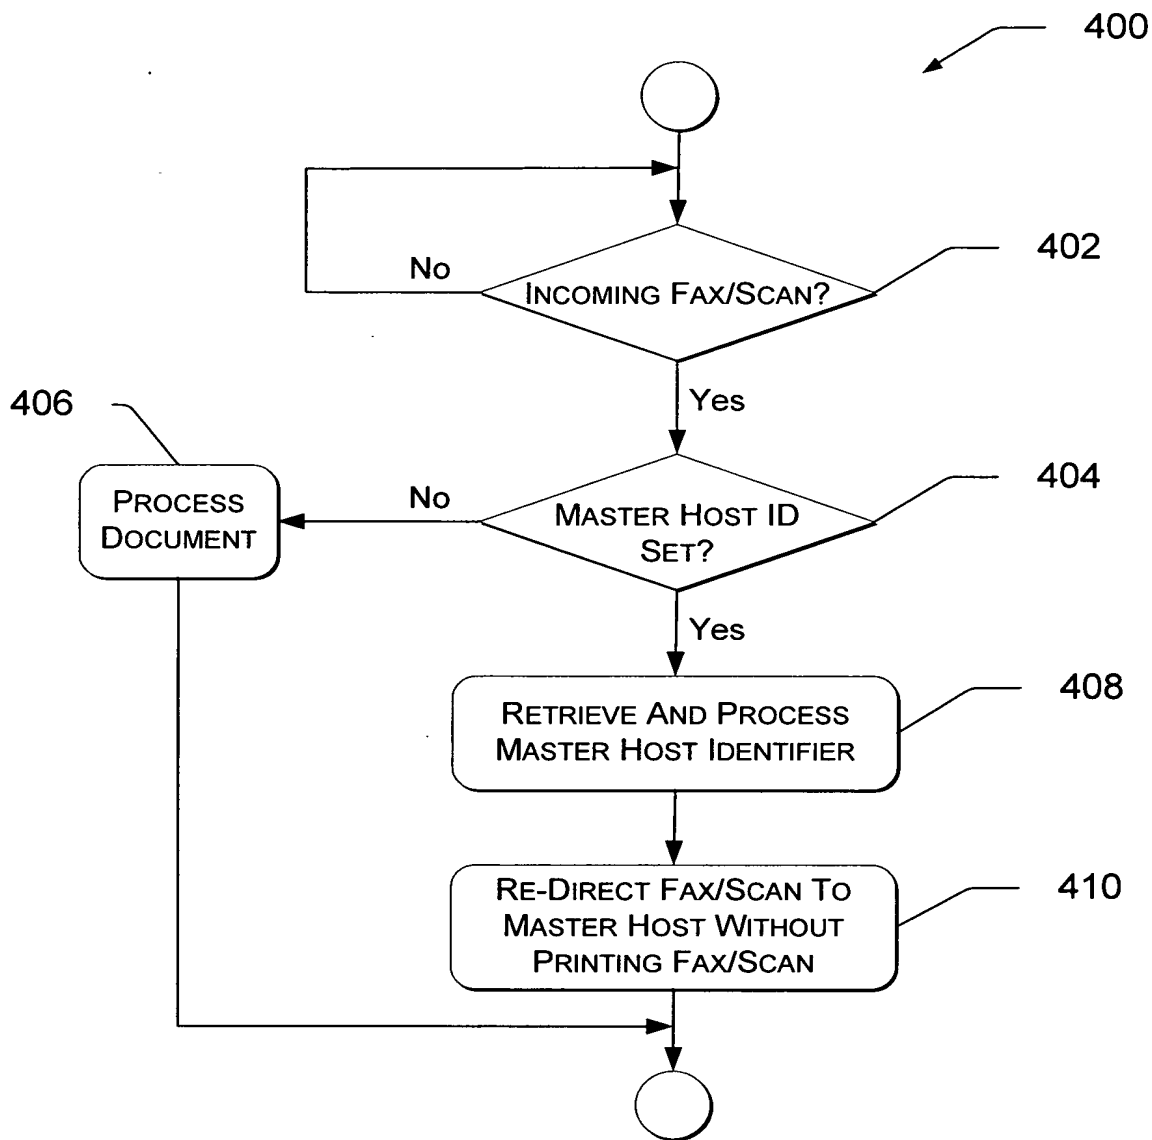 400
402
No
INCOMING FAX/SCAN?
Yes
406
404
No
PROCESS
DOCUMENT
MASTER HOST ID
SET?
Yes
408
RETRIEVE AND PROCESS
MASTER HOST IDENTIFIER
410
RE-DIRECT FAX/SCAN TO
MASTER HOST WITHOUT
PRINTING FAX/SCAN